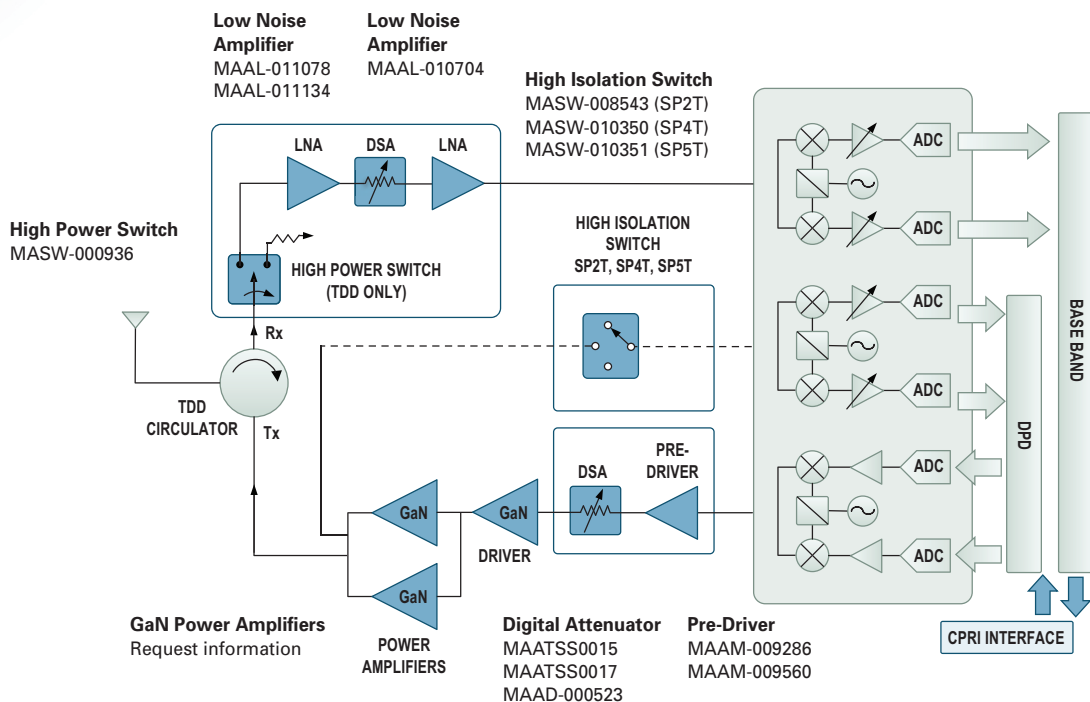 Low Noise
Amplifier
MAAL-011078
MAAL-011134
Low Noise
Amplifier
MAAL-010704
High Isolation Switch
MASW-008543 (SP2T)
MASW-010350 (SP4T)
MASW-010351 (SP5T)
High Power Switch
MASW-000936
LNA
DSA
LNA
HIGH POWER SWITCH
(TDD ONLY)
Rx
TDD
CIRCULATOR
Tx
HIGH ISOLATION
SWITCH
SP2T, SP4T, SP5T
ADC
ADC
ADC
ADC
ADC
ADC
DPD
BASE BAND
CPRI INTERFACE
PRE-
DRIVER
DSA
GaN
GaN
GaN
DRIVER
POWER
AMPLIFIERS
GaN Power Amplifiers
Request information
Digital Attenuator
MAATSS0015
MAATSS0017
MAAD-000523
Pre-Driver
MAAM-009286
MAAM-009560